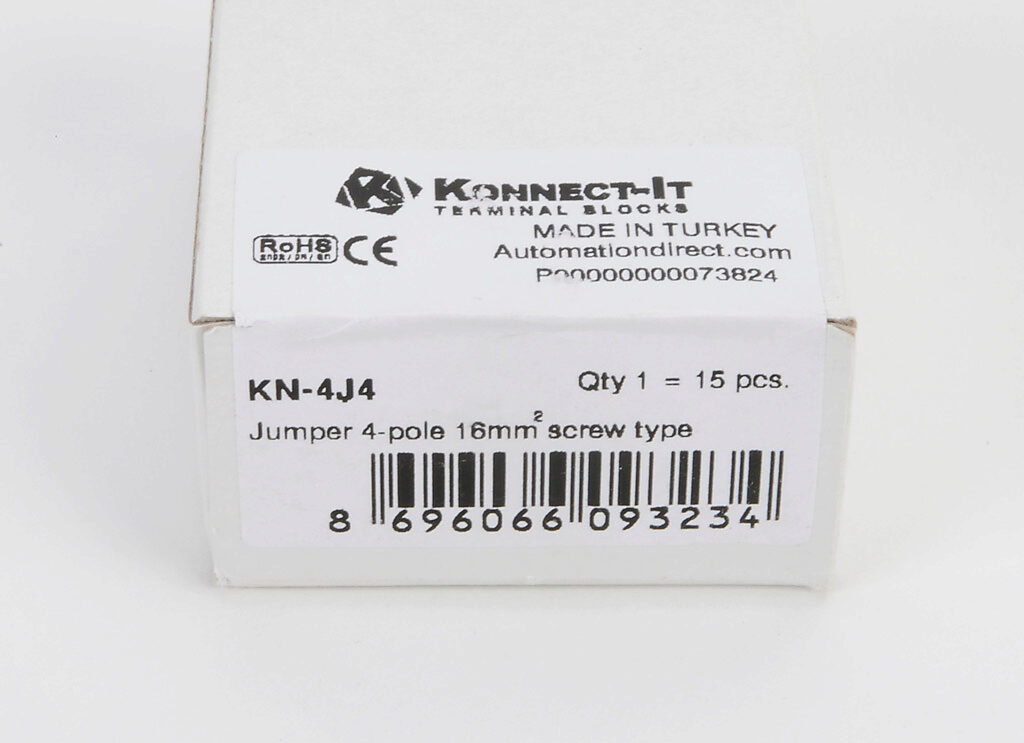 KONNECT-IT
TERMINAL BLOCKS
MADE IN TURKEY
RoHS CE
Automationdirect.com
P00000000073824
KN-4J4
Qty 1 = 15 pcs.
Jumper 4-pole 16mm² screw type
8 696066 093234